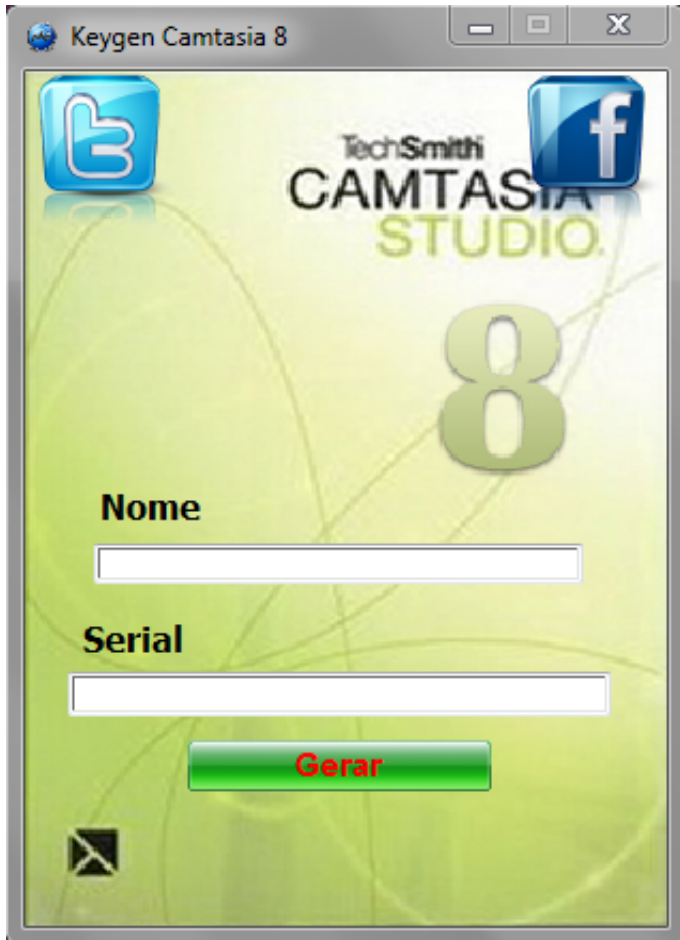 Keygen Camtasia 8
TechSmith
CAMTASIA
STUDIO
8
Nome
Serial
Gerar